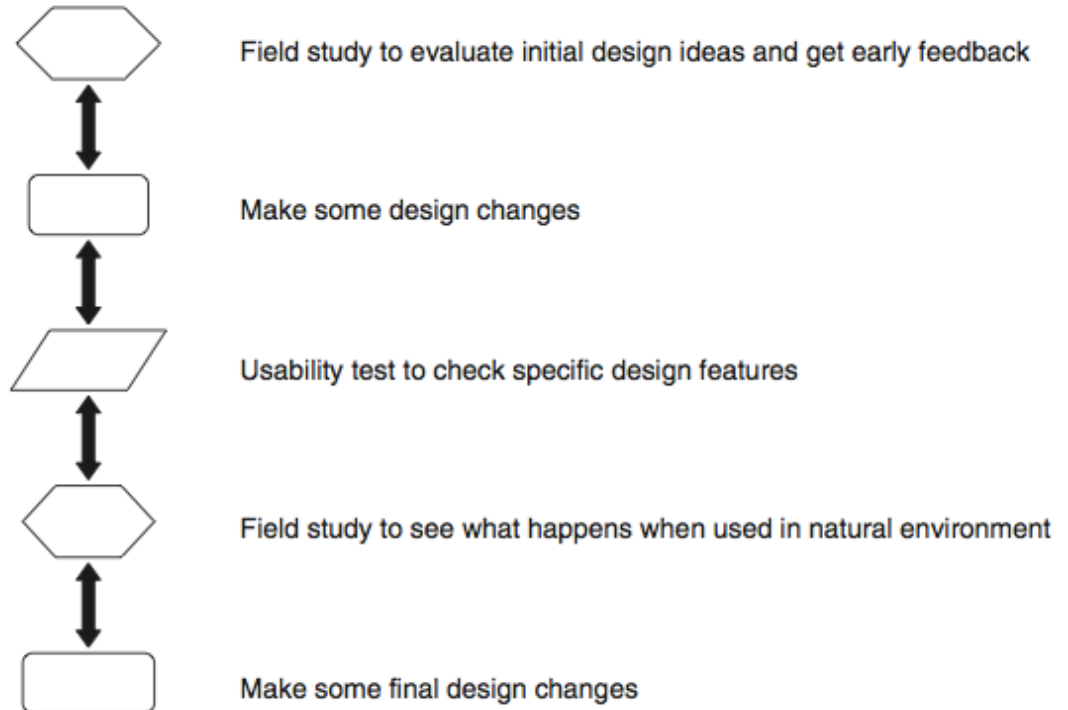 Field study to evaluate initial design ideas and get early feedback
Make some design changes
Usability test to check specific design features
Field study to see what happens when used in natural environment
Make some final design changes